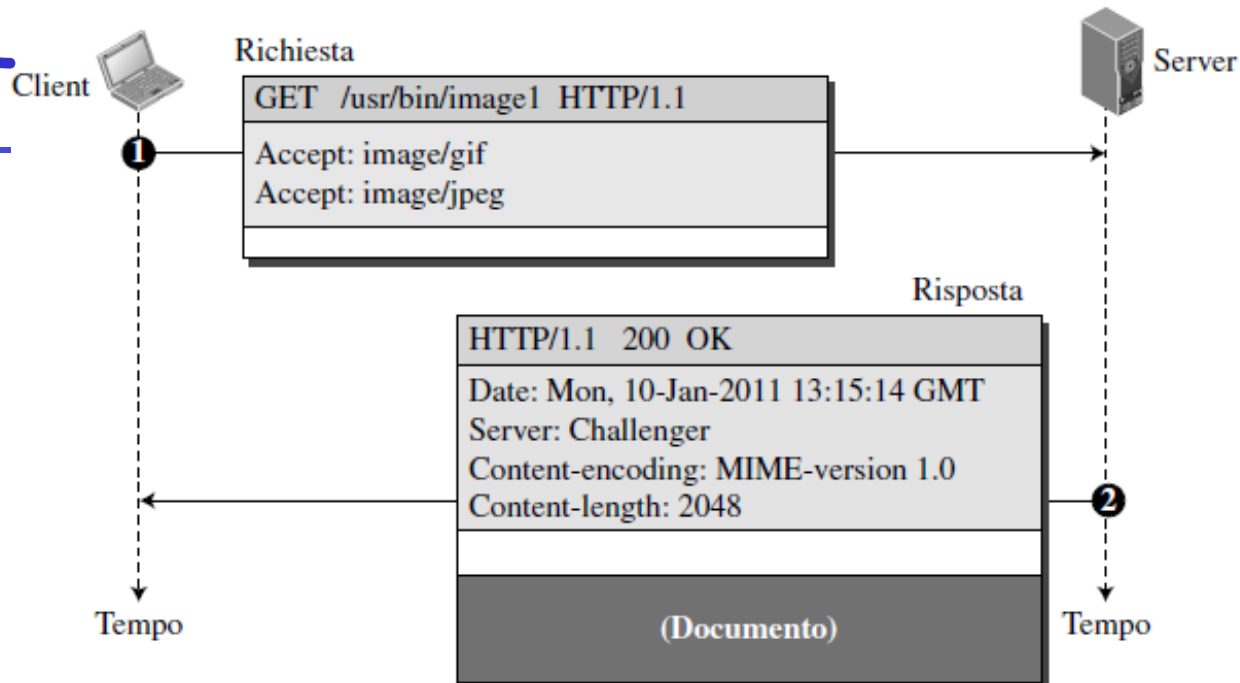 Richiesta
Client
Server
GET /usr/bin/image1 HTTP/1.1
1
Accept: image/gif
Accept: image/jpeg
Risposta
HTTP/1.1 200 OK
Date: Mon, 10-Jan-2011 13:15:14 GMT
Server: Challenger
Content-encoding: MIME-version 1.0
Content-length: 2048
2
Tempo
(Documento)
Tempo